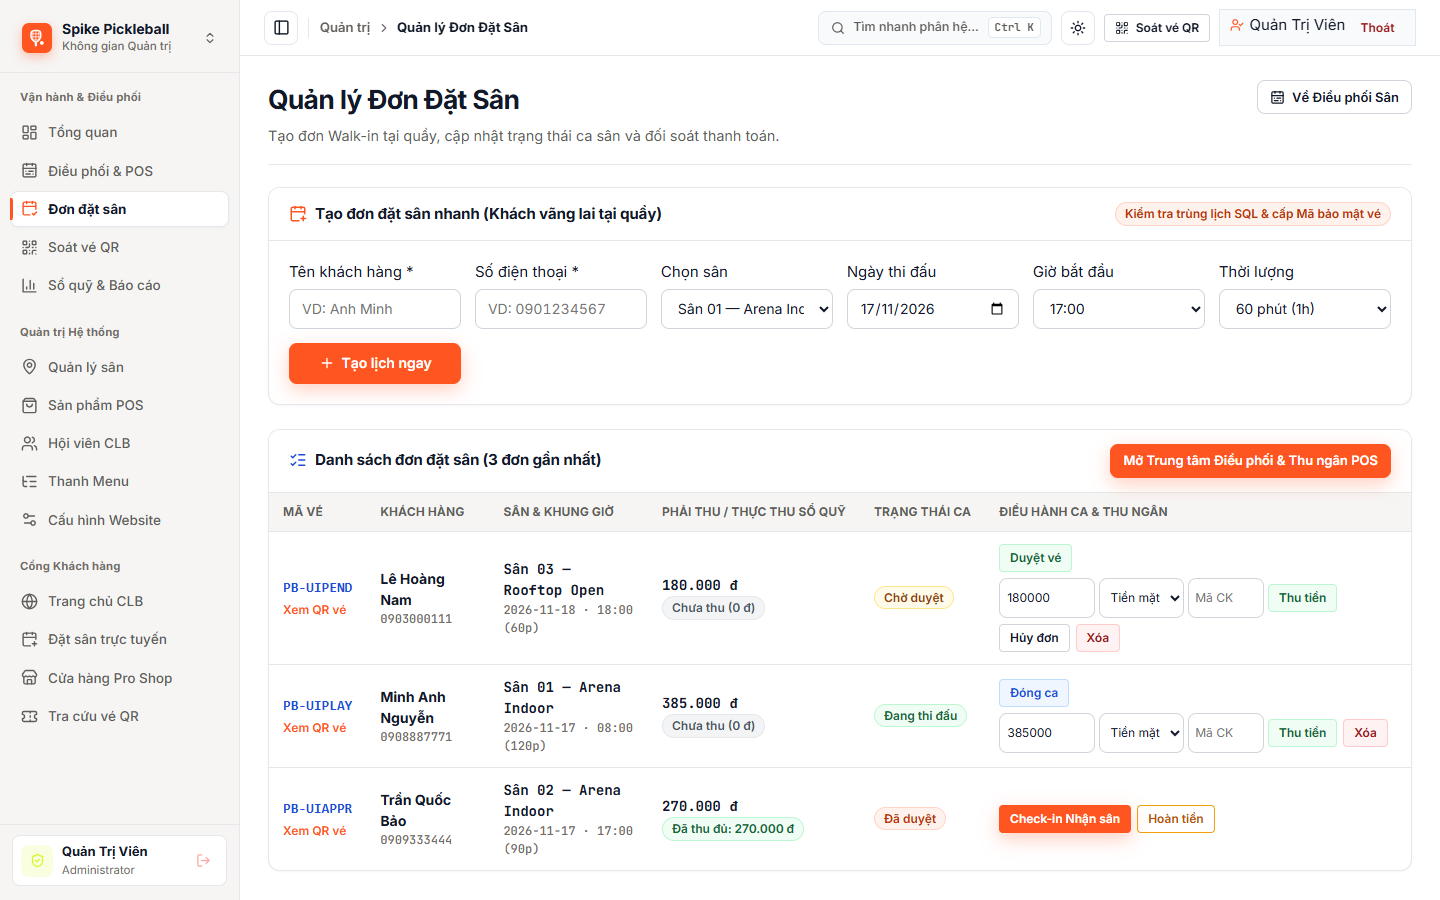 Spike Pickleball
Không gian Quản trị
Vận hành & Điều phối
Tổng quan
Điều phối & POS
Đơn đặt sân
Soát vé QR
Sổ quỹ & Báo cáo
Quản trị Hệ thống
Quản lý sân
Sản phẩm POS
Hội viên CLB
Thanh Menu
Cấu hình Website
Cổng Khách hàng
Trang chủ CLB
Đặt sân trực tuyến
Cửa hàng Pro Shop
Tra cứu vé QR
Quản Trị Viên
Administrator
Quản trị > Quản lý Đơn Đặt Sân
Tìm nhanh phân hệ... Ctrl K
Soát vé QR
Quản Trị Viên
Thoát
Quản lý Đơn Đặt Sân
Về Điều phối Sân
Tạo đơn Walk-in tại quầy, cập nhật trạng thái ca sân và đối soát thanh toán.
Tạo đơn đặt sân nhanh (Khách vãng lai tại quầy)
Kiểm tra trùng lịch SQL & cấp Mã bảo mật vé
Tên khách hàng * Số điện thoại * Chọn sân Ngày thi đấu Giờ bắt đầu Thời lượng
VD: Anh Minh VD: 0901234567 Sân 01 — Arena Inc 17/11/2026 17:00 60 phút (1h)
+ Tạo lịch ngay
Danh sách đơn đặt sân (3 đơn gần nhất)
Mở Trung tâm Điều phối & Thu ngân POS
MÃ VÉ KHÁCH HÀNG SÂN & KHUNG GIỜ PHẢI THU / THỰC THU SỔ QUỸ TRẠNG THÁI CA ĐIỀU HÀNH CA & THU NGÂN
PB-UIPEND
Xem QR vé
Lê Hoàng
Nam
0903000111
Sân 03 —
Rooftop Open
2026-11-18 · 18:00
(60p)
180.000 đ
Chưa thu (0 đ)
Chờ duyệt
Duyệt vé
180000 Tiền mặt Mã CK Thu tiền
Hủy đơn Xóa
PB-UIPLAY
Xem QR vé
Minh Anh
Nguyễn
0908887771
Sân 01 — Arena
Indoor
2026-11-17 · 08:00
(120p)
385.000 đ
Chưa thu (0 đ)
Đang thi đấu
Đóng ca
385000 Tiền mặt Mã CK Thu tiền Xóa
PB-UIAPPR
Xem QR vé
Trần Quốc
Bảo
0909333444
Sân 02 — Arena
Indoor
2026-11-17 · 17:00
(90p)
270.000 đ
Đã thu đủ: 270.000 đ
Đã duyệt
Check-in Nhận sân Hoàn tiền